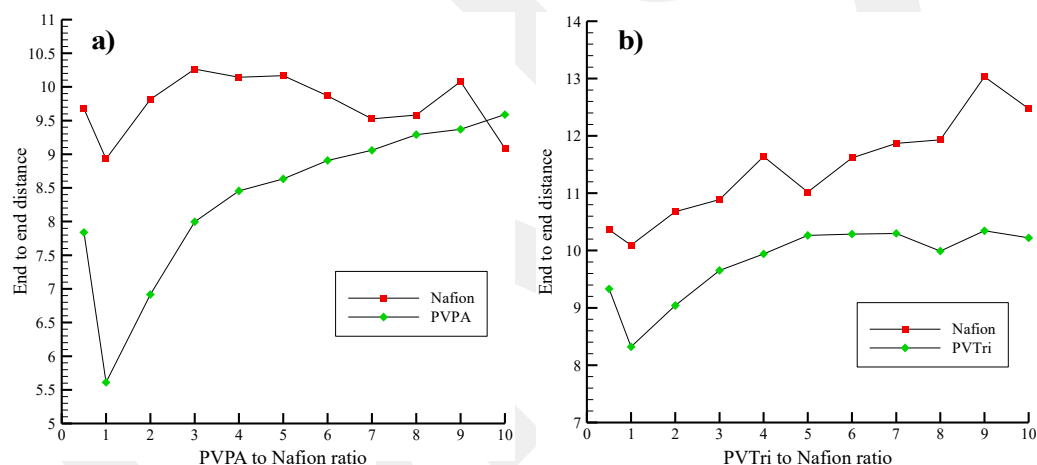 a)
11
10.5
10
9.5
9
8.5
8
7.5
7
6.5
6
5.5
5
End to end distance
Nafion
PVPA
0 1 2 3 4 5 6 7 8 9 10
PVPA to Nafion ratio
b)
14
13
12
11
10
9
8
7
End to end distance
Nafion
PVTri
0 1 2 3 4 5 6 7 8 9 10
PVTri to Nafion ratio